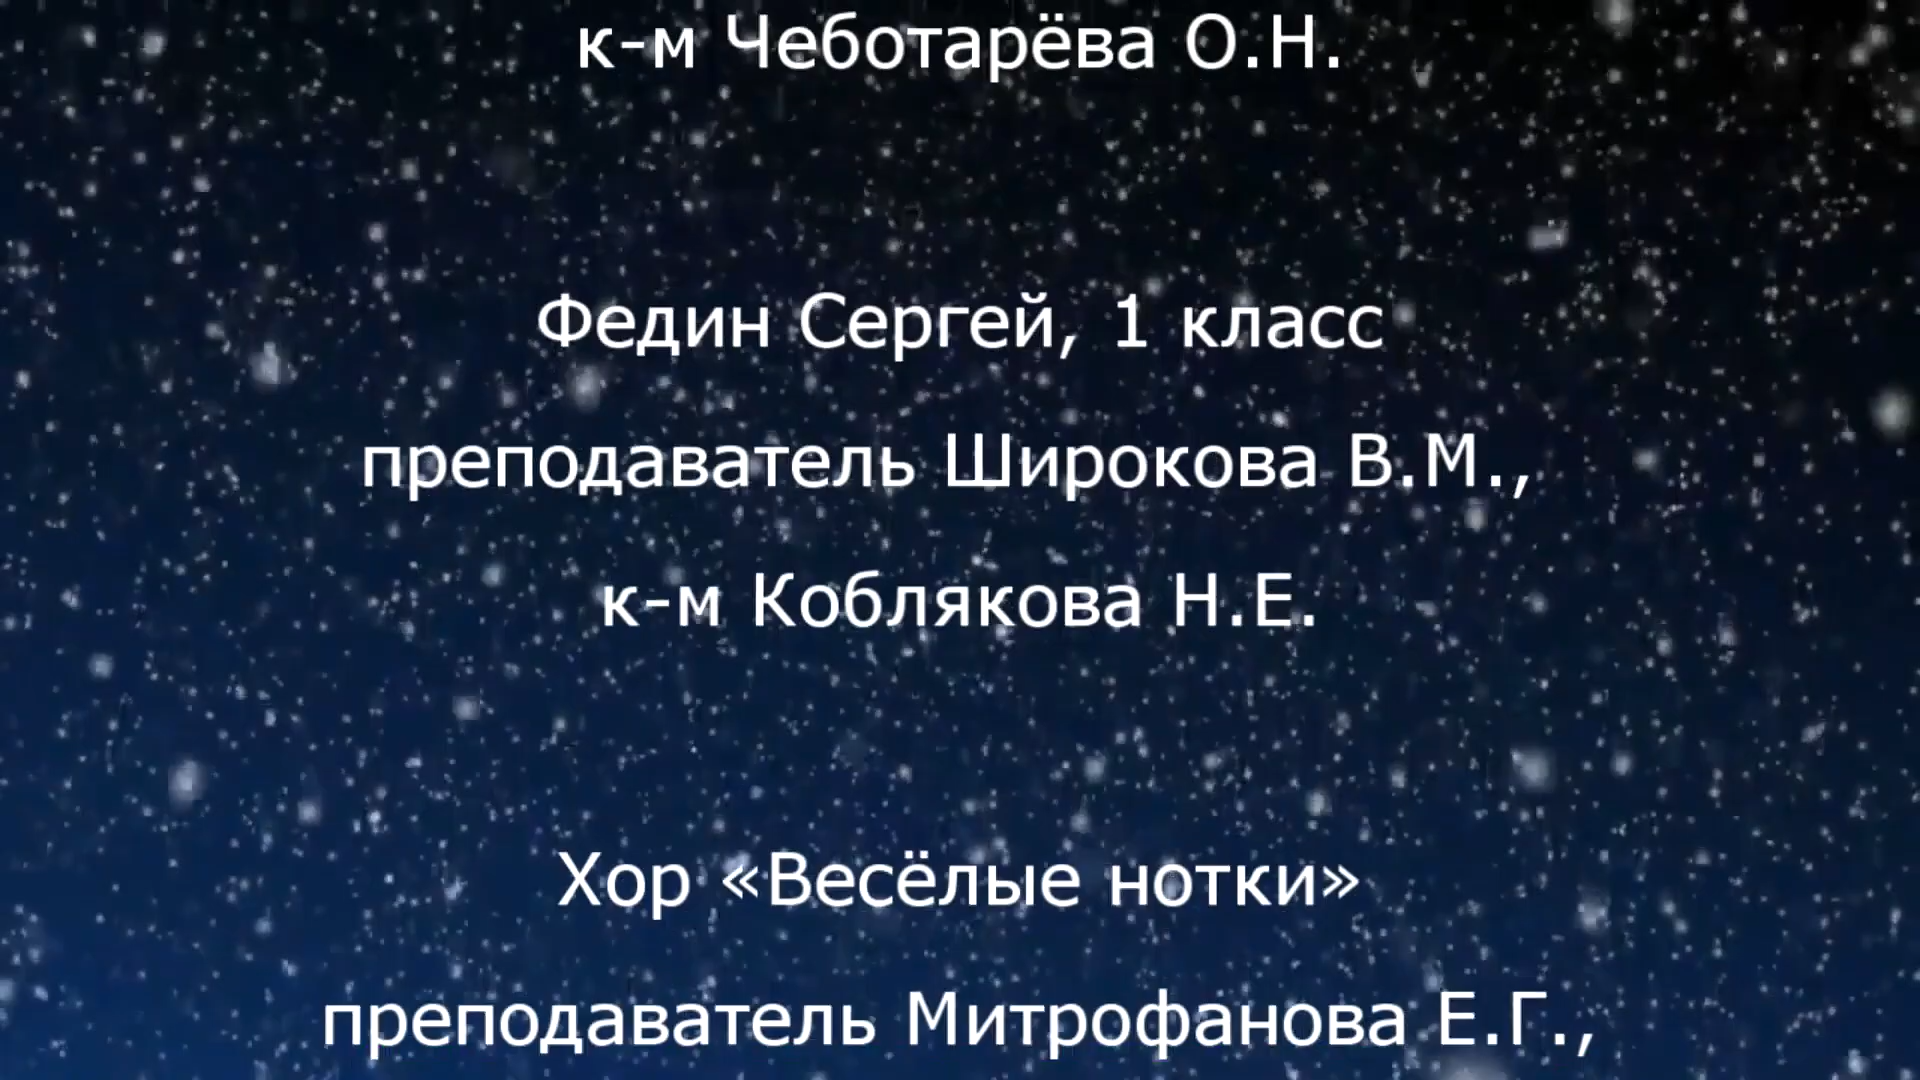 к-м Чеботарёва О.Н.
Федин Сергей, 1 класс
преподаватель Широкова В.М.,
к-м Коблякова Н.Е.
Хор «Весёлые нотки»
преподаватель Митрофанова Е.Г.,